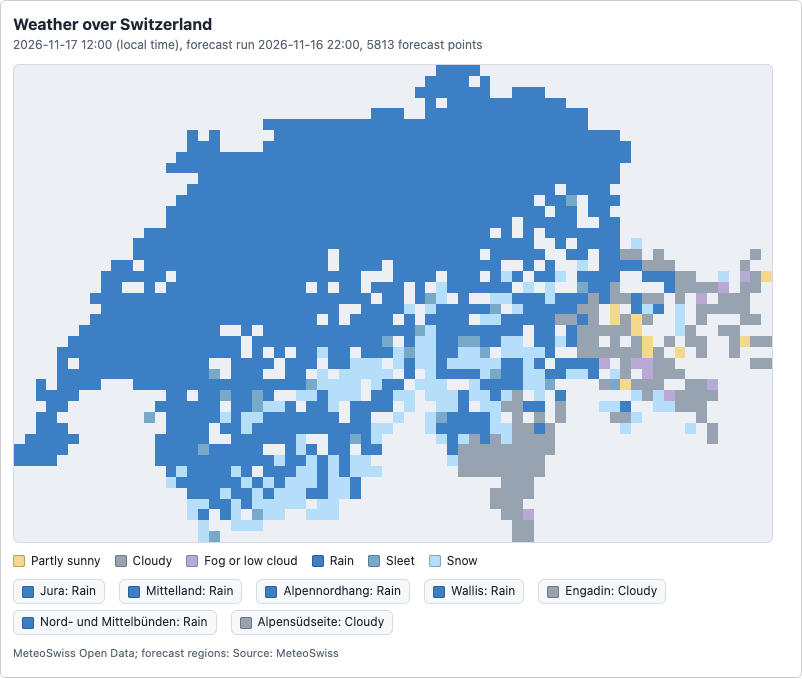 Weather over Switzerland
2026-11-17 12:00 (local time), forecast run 2026-11-16 22:00, 5813 forecast points
Partly sunny Cloudy Fog or low cloud Rain Sleet Snow
Jura: Rain Mittelland: Rain Alpennordhang: Rain Wallis: Rain Engadin: Cloudy
Nord- und Mittelbünden: Rain Alpensüdseite: Cloudy
MeteoSwiss Open Data; forecast regions: Source: MeteoSwiss